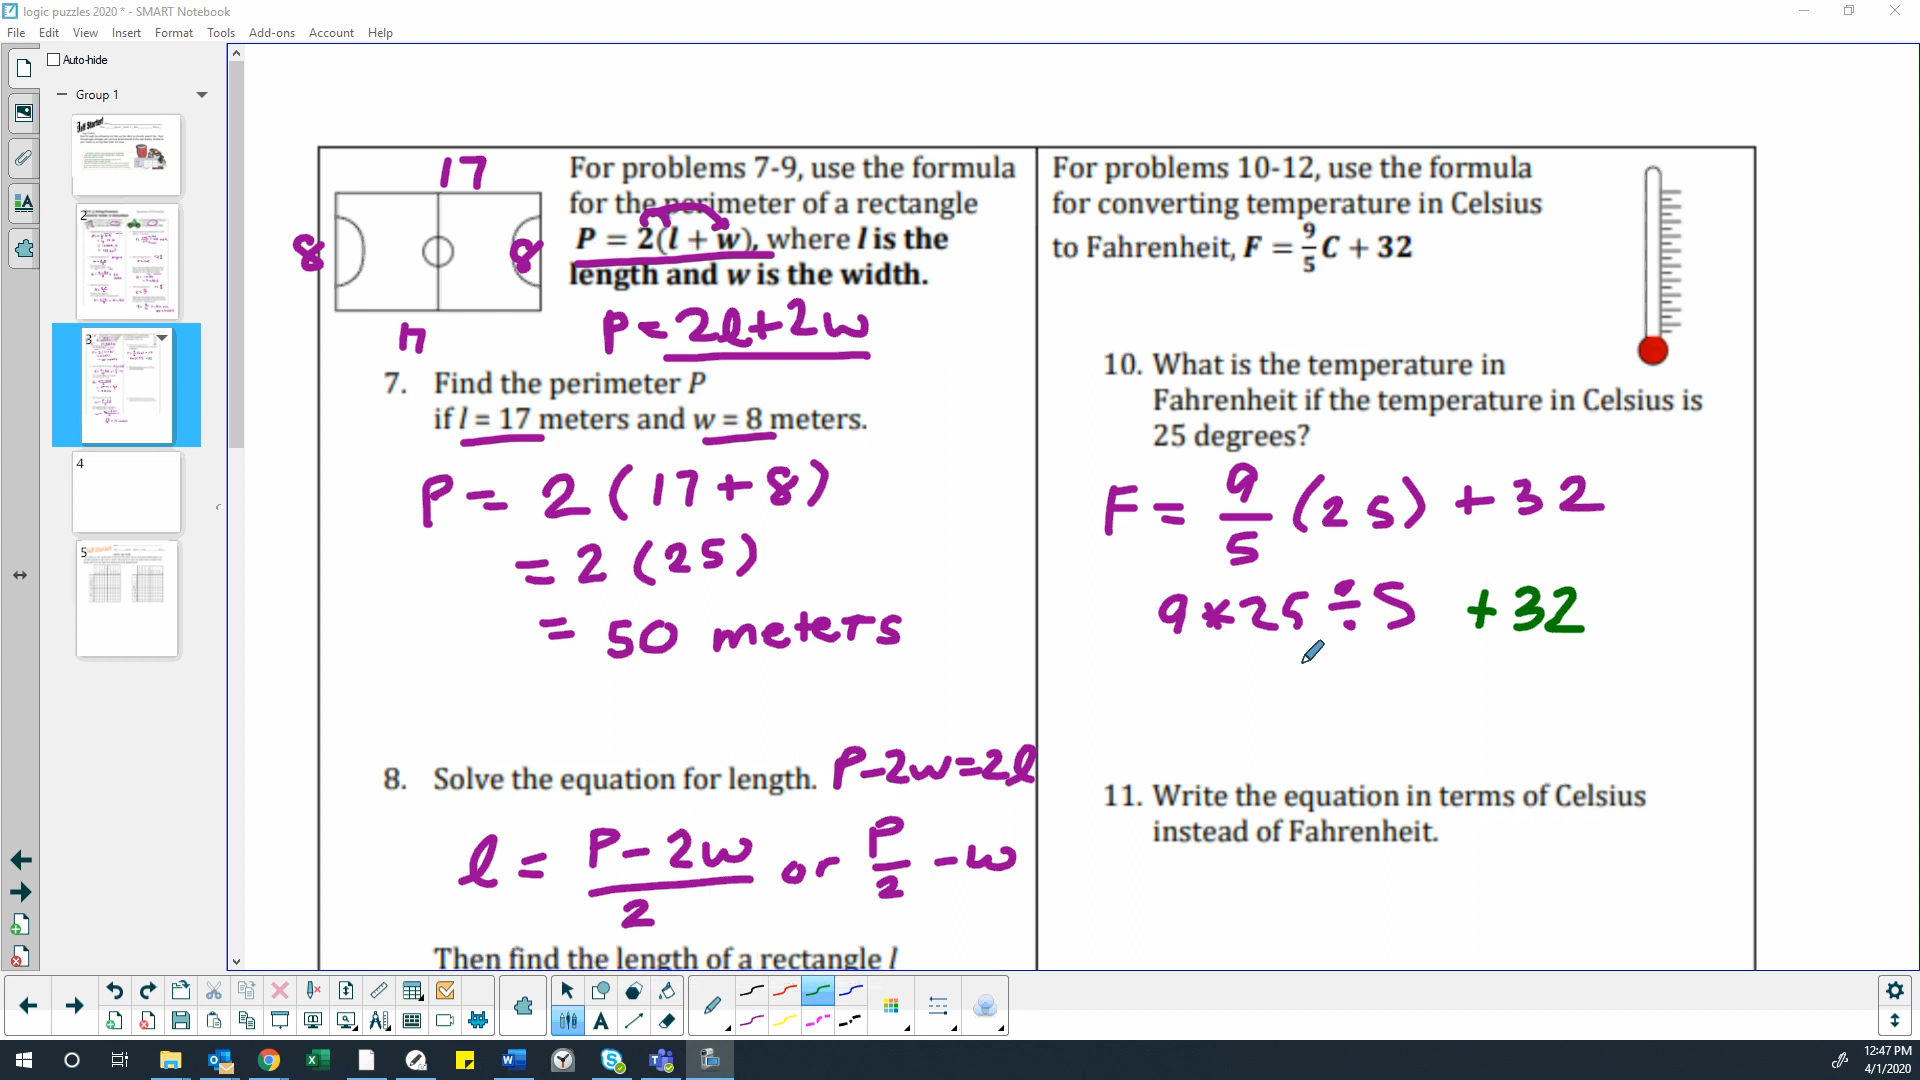 logic puzzles 2020 * - SMART Notebook
File Edit View Insert Format Tools Add-ons Account Help
Auto-hide
Group 1
2
3
4
5
17
8
8
17
For problems 7-9, use the formula
for the perimeter of a rectangle
P = 2(l + w), where l is the
length and w is the width.
P = 2l + 2w
7. Find the perimeter P
if l = 17 meters and w = 8 meters.
P = 2 (17 + 8)
= 2 (25)
= 50 meters
8. Solve the equation for length. P - 2w = 2l
l = P - 2w / 2 or P / 2 - w
Then find the length of a rectangle l
For problems 10-12, use the formula
for converting temperature in Celsius
to Fahrenheit, F = 9/5 C + 32
10. What is the temperature in
Fahrenheit if the temperature in Celsius is
25 degrees?
F = 9/5 (25) + 32
9 * 25 ÷ 5 + 32
11. Write the equation in terms of Celsius
instead of Fahrenheit.
12:47 PM
4/1/2020